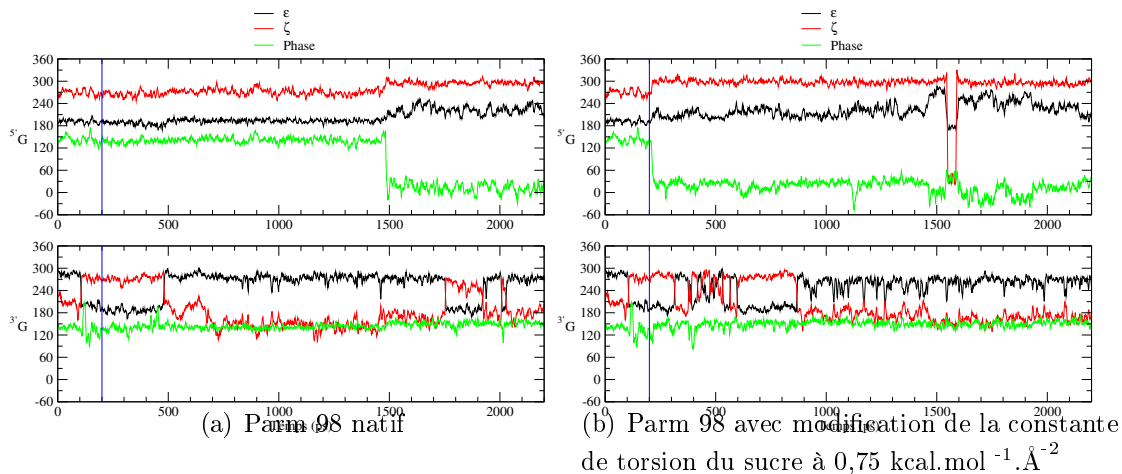 ε
ζ
Phase
360
300
240
180
120
60
0
-60
5'G
0 500 1000 1500 2000
360
300
240
180
120
60
0
-60
3'G
0 500 1000 1500 2000
Temps (ps)
(a) Parm 98 natif
ε
ζ
Phase
360
300
240
180
120
60
0
-60
5'G
0 500 1000 1500 2000
360
300
240
180
120
60
0
-60
3'G
0 500 1000 1500 2000
Temps (ps)
(b) Parm 98 avec modification de la constante
de torsion du sucre à 0,75 kcal.mol -1.Å-2